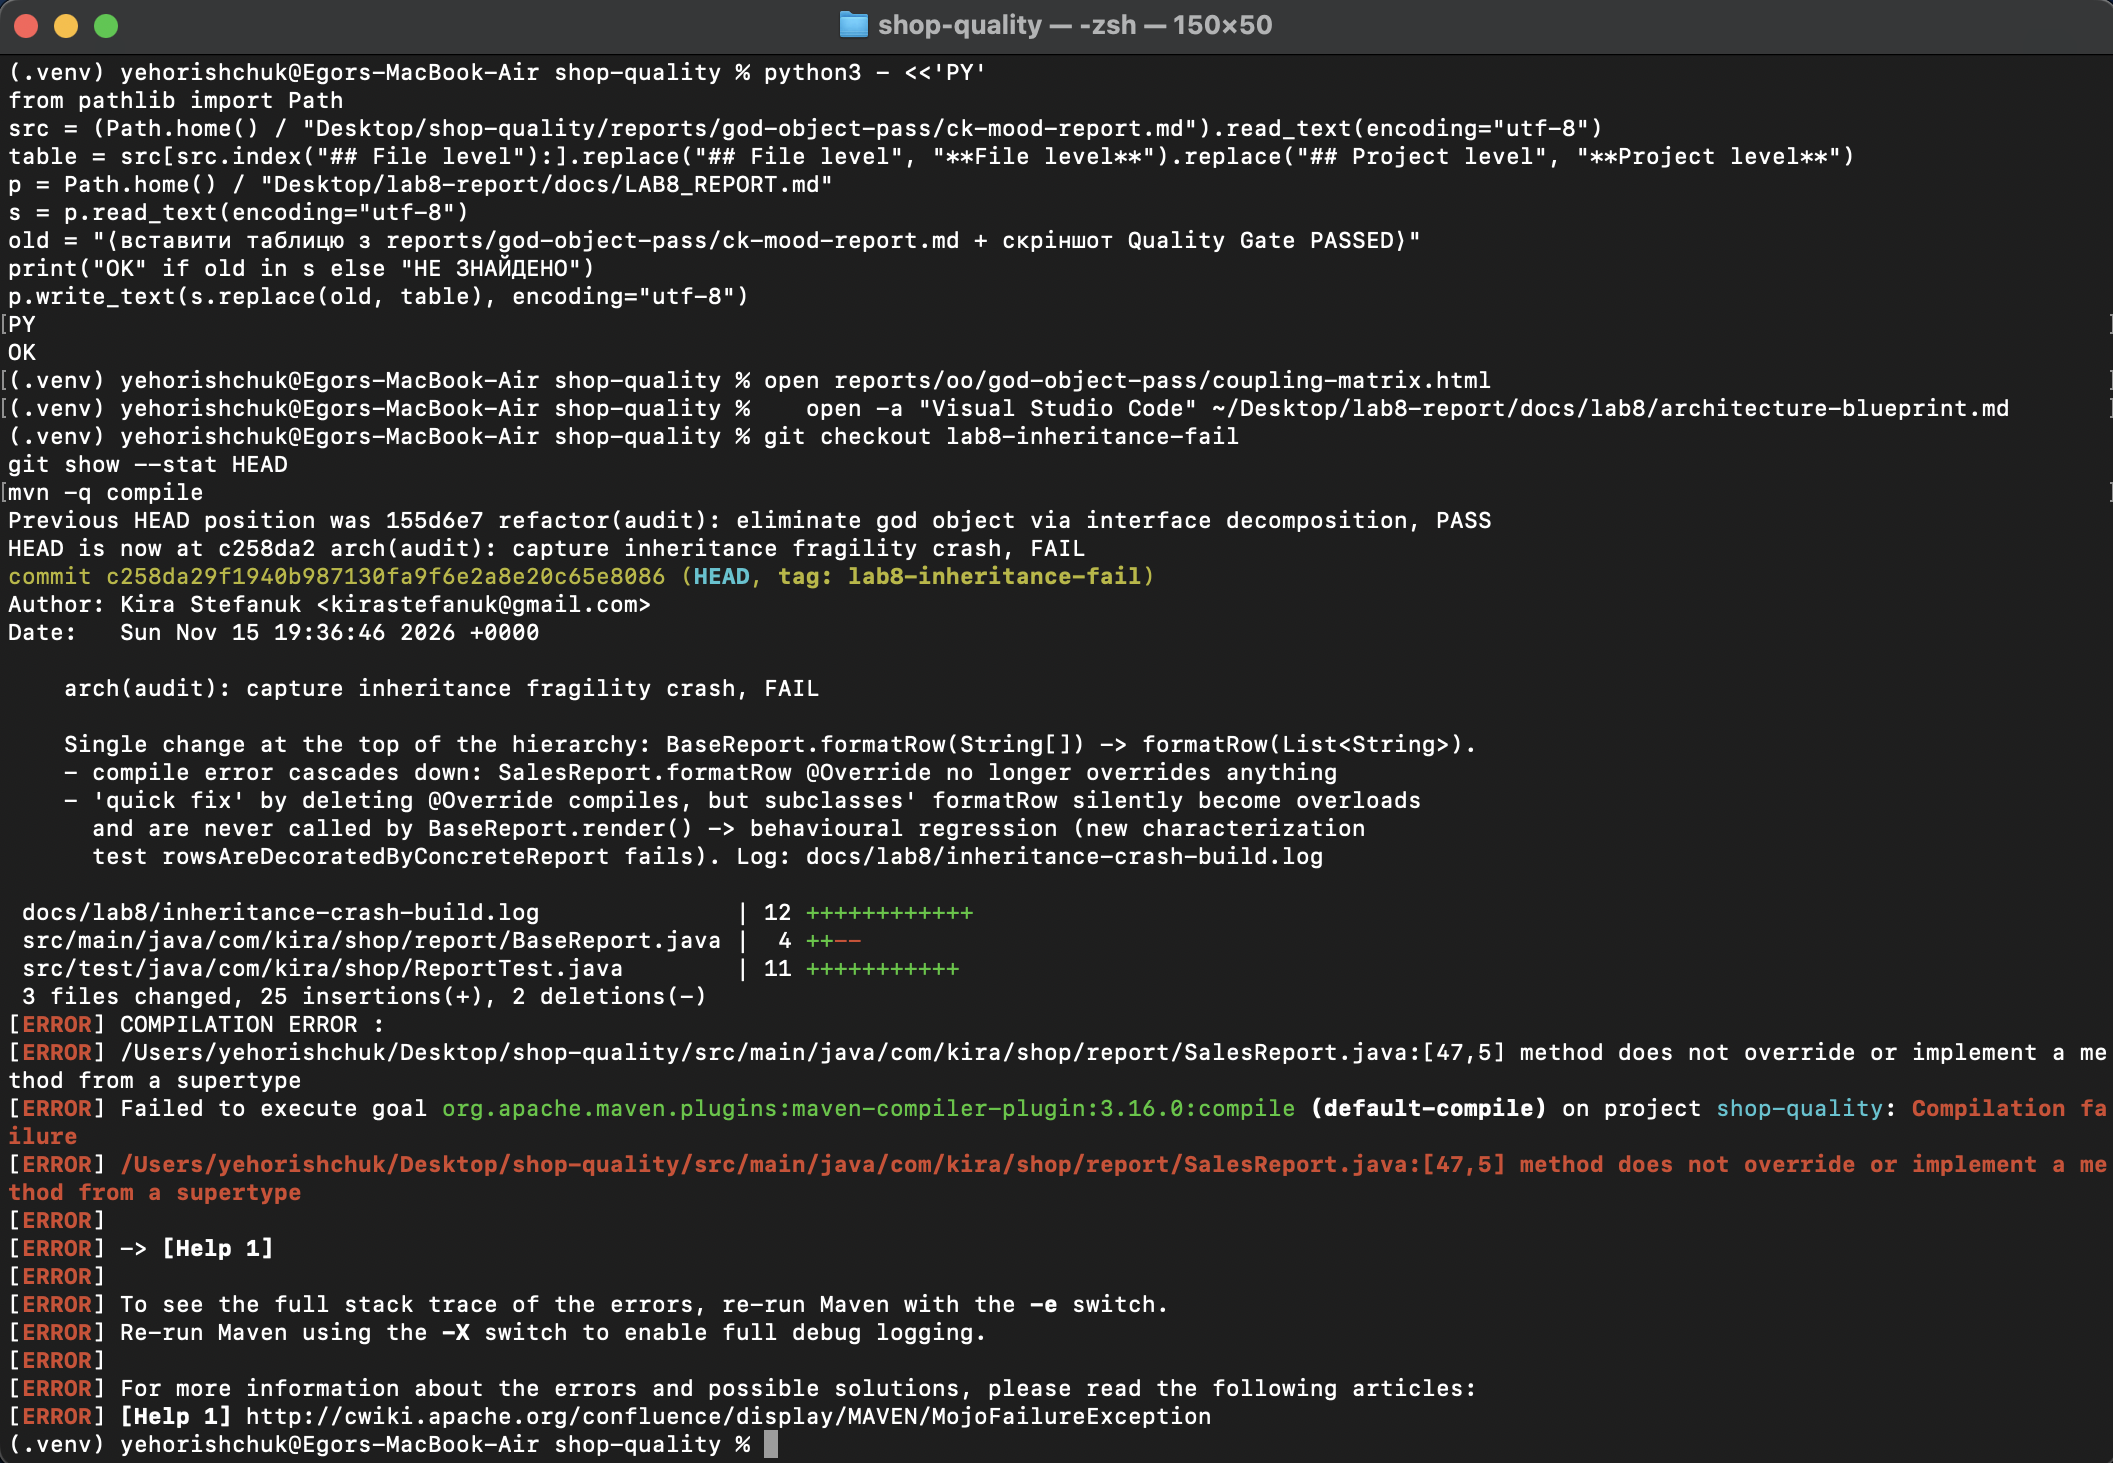 shop-quality — -zsh — 150×50
(.venv) yehorishchuk@Egors-MacBook-Air shop-quality % python3 - <<'PY'
from pathlib import Path
src = (Path.home() / "Desktop/shop-quality/reports/god-object-pass/ck-mood-report.md").read_text(encoding="utf-8")
table = src[src.index("## File level"):].replace("## File level", "**File level**").replace("## Project level", "**Project level**")
p = Path.home() / "Desktop/lab8-report/docs/LAB8_REPORT.md"
s = p.read_text(encoding="utf-8")
old = "⟨вставити таблицю з reports/god-object-pass/ck-mood-report.md + скріншот Quality Gate PASSED⟩"
print("OK" if old in s else "НЕ ЗНАЙДЕНО")
p.write_text(s.replace(old, table), encoding="utf-8")
PY
OK
(.venv) yehorishchuk@Egors-MacBook-Air shop-quality % open reports/oo/god-object-pass/coupling-matrix.html
(.venv) yehorishchuk@Egors-MacBook-Air shop-quality %    open -a "Visual Studio Code" ~/Desktop/lab8-report/docs/lab8/architecture-blueprint.md
(.venv) yehorishchuk@Egors-MacBook-Air shop-quality % git checkout lab8-inheritance-fail
git show --stat HEAD
mvn -q compile
Previous HEAD position was 155d6e7 refactor(audit): eliminate god object via interface decomposition, PASS
HEAD is now at c258da2 arch(audit): capture inheritance fragility crash, FAIL
commit c258da29f1940b987130fa9f6e2a8e20c65e8086 (HEAD, tag: lab8-inheritance-fail)
Author: Kira Stefanuk <kirastefanuk@gmail.com>
Date:   Sun Nov 15 19:36:46 2026 +0000
    arch(audit): capture inheritance fragility crash, FAIL
    Single change at the top of the hierarchy: BaseReport.formatRow(String[]) -> formatRow(List<String>).
    - compile error cascades down: SalesReport.formatRow @Override no longer overrides anything
    - 'quick fix' by deleting @Override compiles, but subclasses' formatRow silently become overloads
      and are never called by BaseReport.render() -> behavioural regression (new characterization
      test rowsAreDecoratedByConcreteReport fails). Log: docs/lab8/inheritance-crash-build.log
 docs/lab8/inheritance-crash-build.log              | 12 ++++++++++++
 src/main/java/com/kira/shop/report/BaseReport.java |  4 ++--
 src/test/java/com/kira/shop/ReportTest.java        | 11 +++++++++++
 3 files changed, 25 insertions(+), 2 deletions(-)
[ERROR] COMPILATION ERROR :
[ERROR] /Users/yehorishchuk/Desktop/shop-quality/src/main/java/com/kira/shop/report/SalesReport.java:[47,5] method does not override or implement a me
thod from a supertype
[ERROR] Failed to execute goal org.apache.maven.plugins:maven-compiler-plugin:3.16.0:compile (default-compile) on project shop-quality: Compilation fa
ilure
[ERROR] /Users/yehorishchuk/Desktop/shop-quality/src/main/java/com/kira/shop/report/SalesReport.java:[47,5] method does not override or implement a me
thod from a supertype
[ERROR]
[ERROR] -> [Help 1]
[ERROR]
[ERROR] To see the full stack trace of the errors, re-run Maven with the -e switch.
[ERROR] Re-run Maven using the -X switch to enable full debug logging.
[ERROR]
[ERROR] For more information about the errors and possible solutions, please read the following articles:
[ERROR] [Help 1] http://cwiki.apache.org/confluence/display/MAVEN/MojoFailureException
(.venv) yehorishchuk@Egors-MacBook-Air shop-quality %